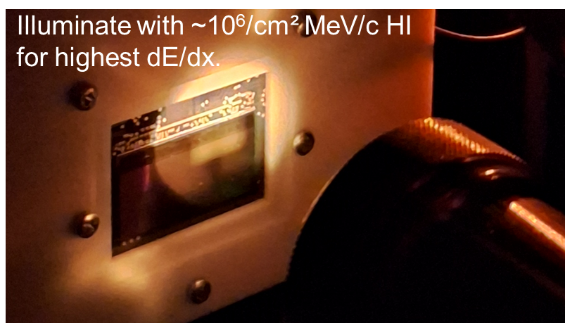 Illuminate with ~10⁶/cm² MeV/c HI
for highest dE/dx.